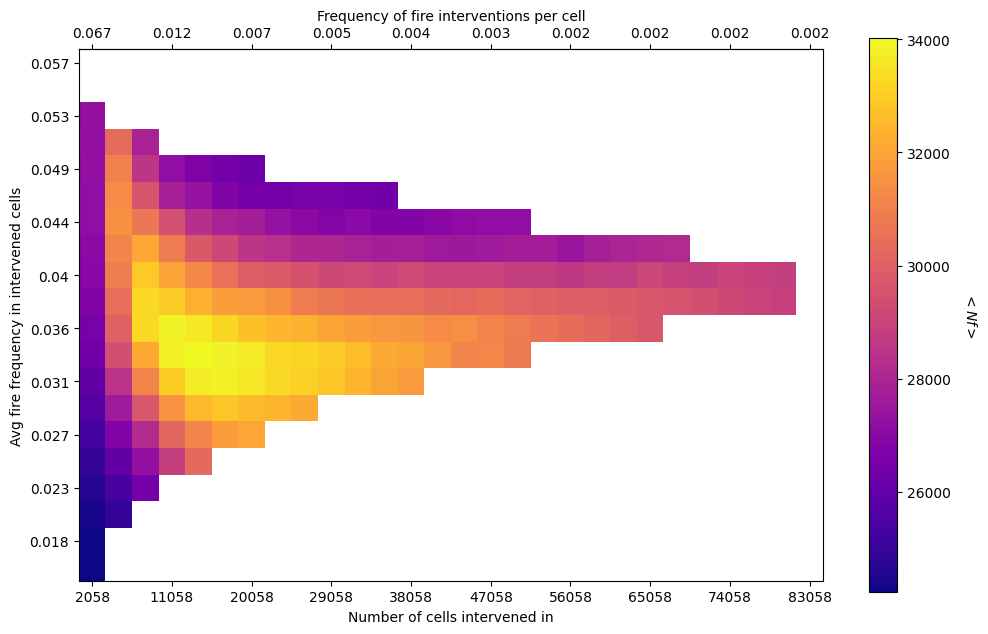 Frequency of fire interventions per cell
0.067 0.012 0.007 0.005 0.004 0.003 0.002 0.002 0.002 0.002
0.057
0.053
0.049
0.044
0.04
0.036
0.031
0.027
0.023
0.018
Avg fire frequency in intervened cells
2058 11058 20058 29058 38058 47058 56058 65058 74058 83058
Number of cells intervened in
34000
32000
30000
28000
26000
< Nf >